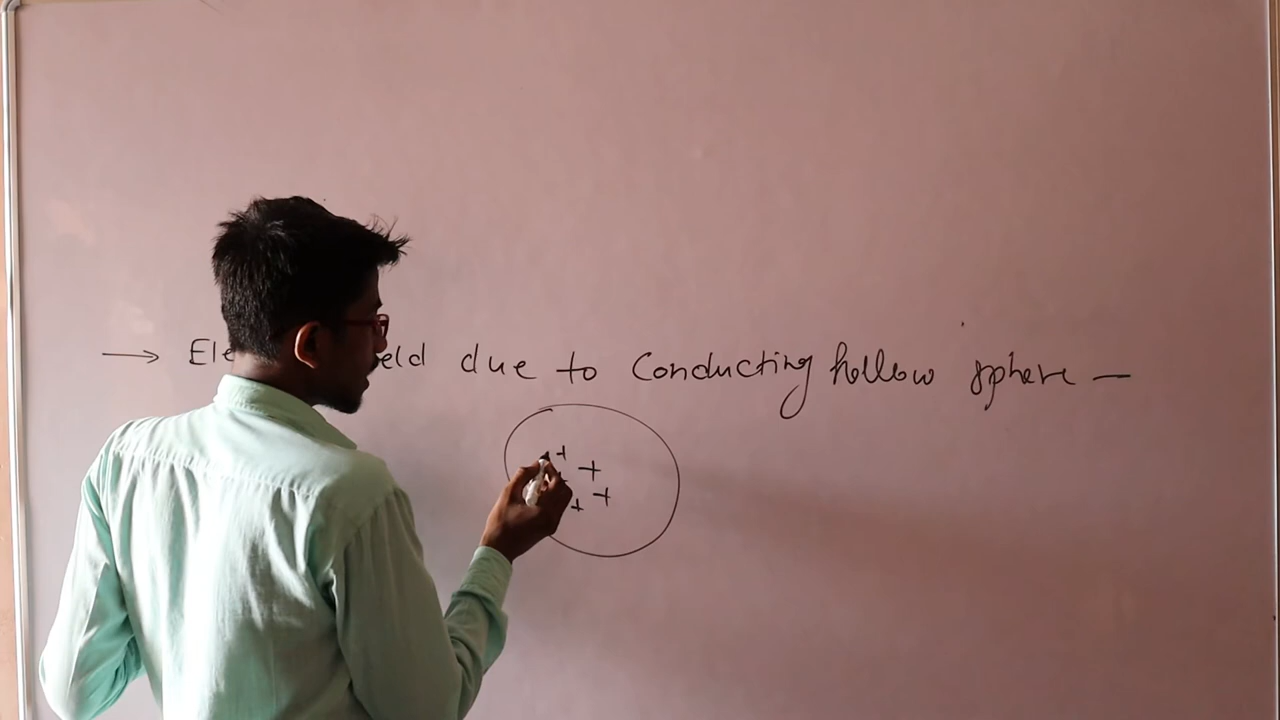 → Ele eld due to Conducting hollow sphere —
+ + + + +